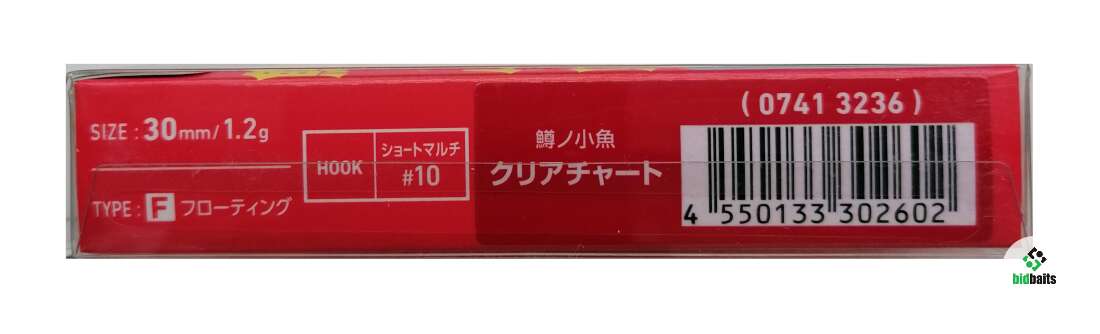 SIZE : 30mm/1.2g
TYPE : F フローティング
HOOK
ショートマルチ
#10
鱒ノ小魚
クリアチャート
( 0741 3236 )
4 550133 302602
bidbaits